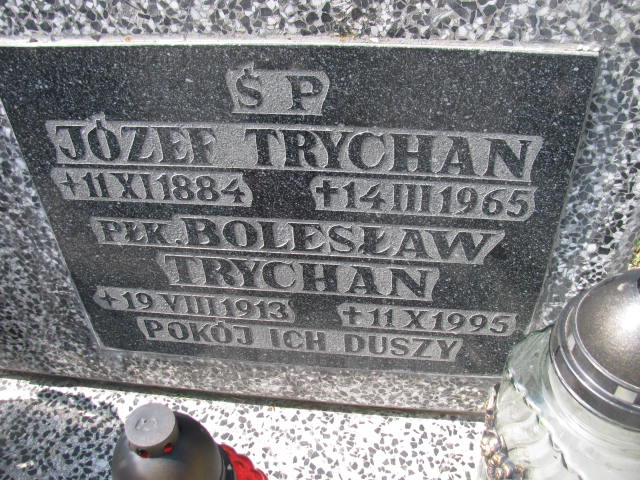 Ś P
JÓZEF TRYCHAN
+11 XI 1884 +14 III 1965
PŁK. BOLESŁAW
TRYCHAN
+19 VIII 1913 +11 X 1995
POKÓJ ICH DUSZY